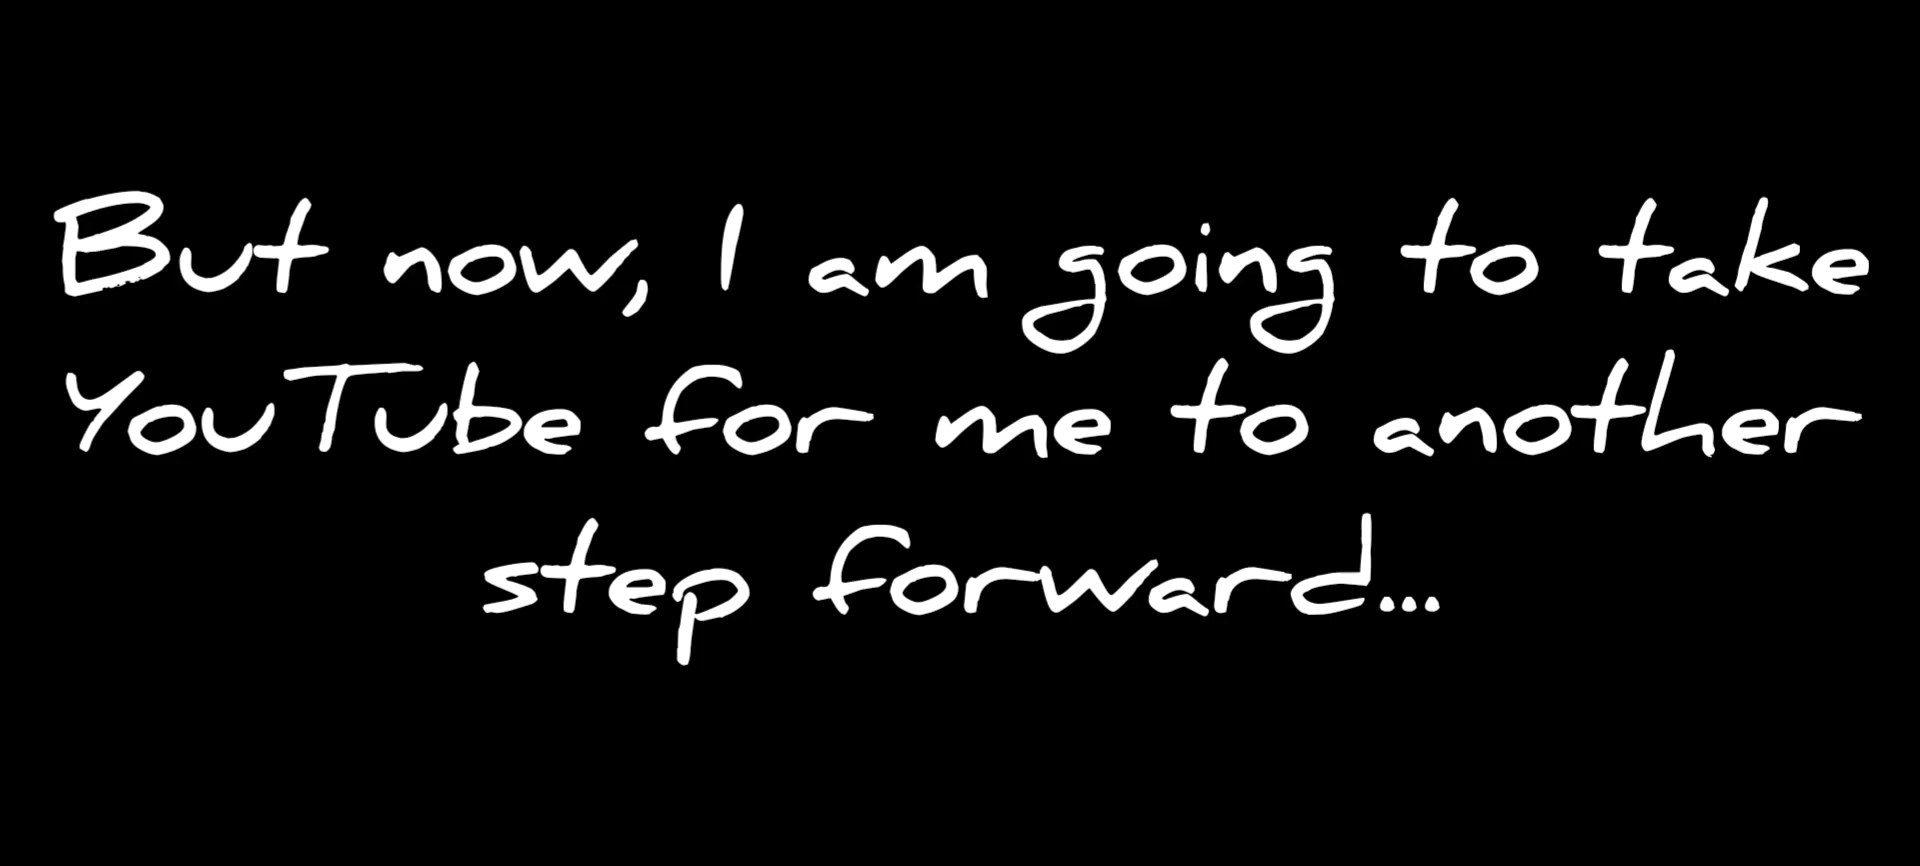 But now, I am going to take
YouTube for me to another
step forward...